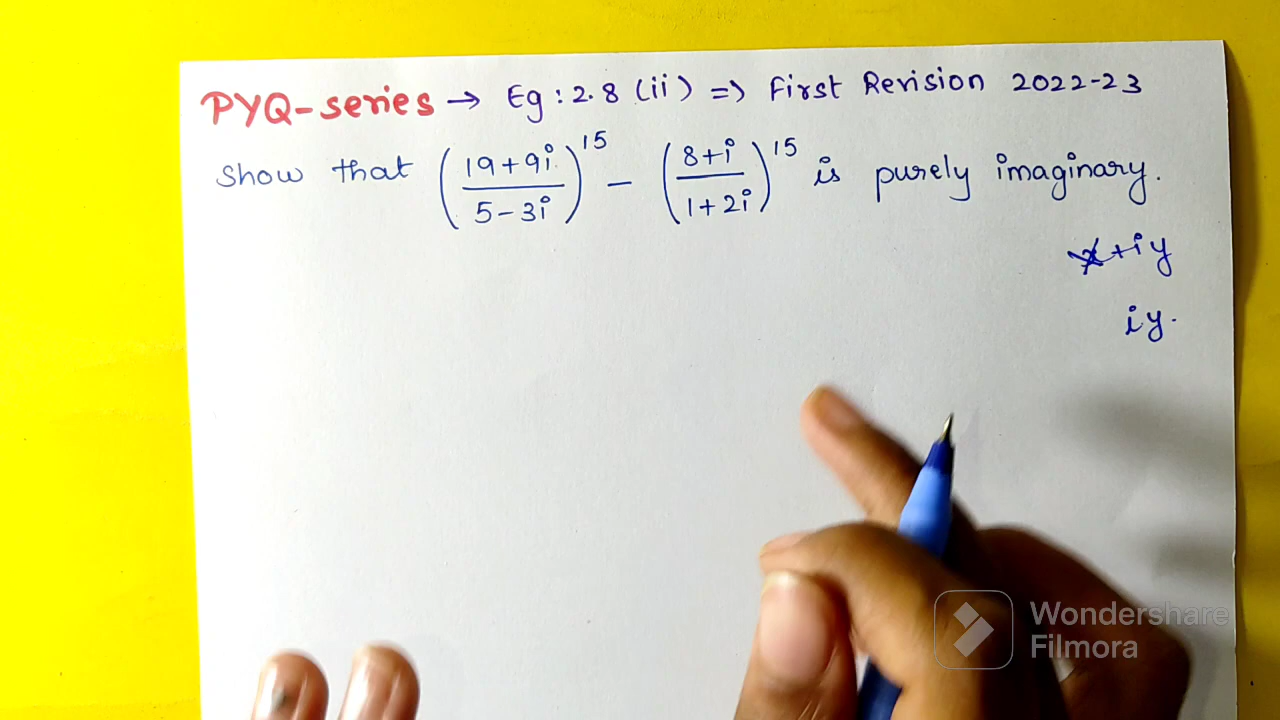 PYQ-series → Eg : 2.8 (ii) => First Revision 2022-23
Show that ((19+9i)/(5-3i))^15 - ((8+i)/(1+2i))^15 is purely imaginary.
x+iy
iy.
Wondershare
Filmora